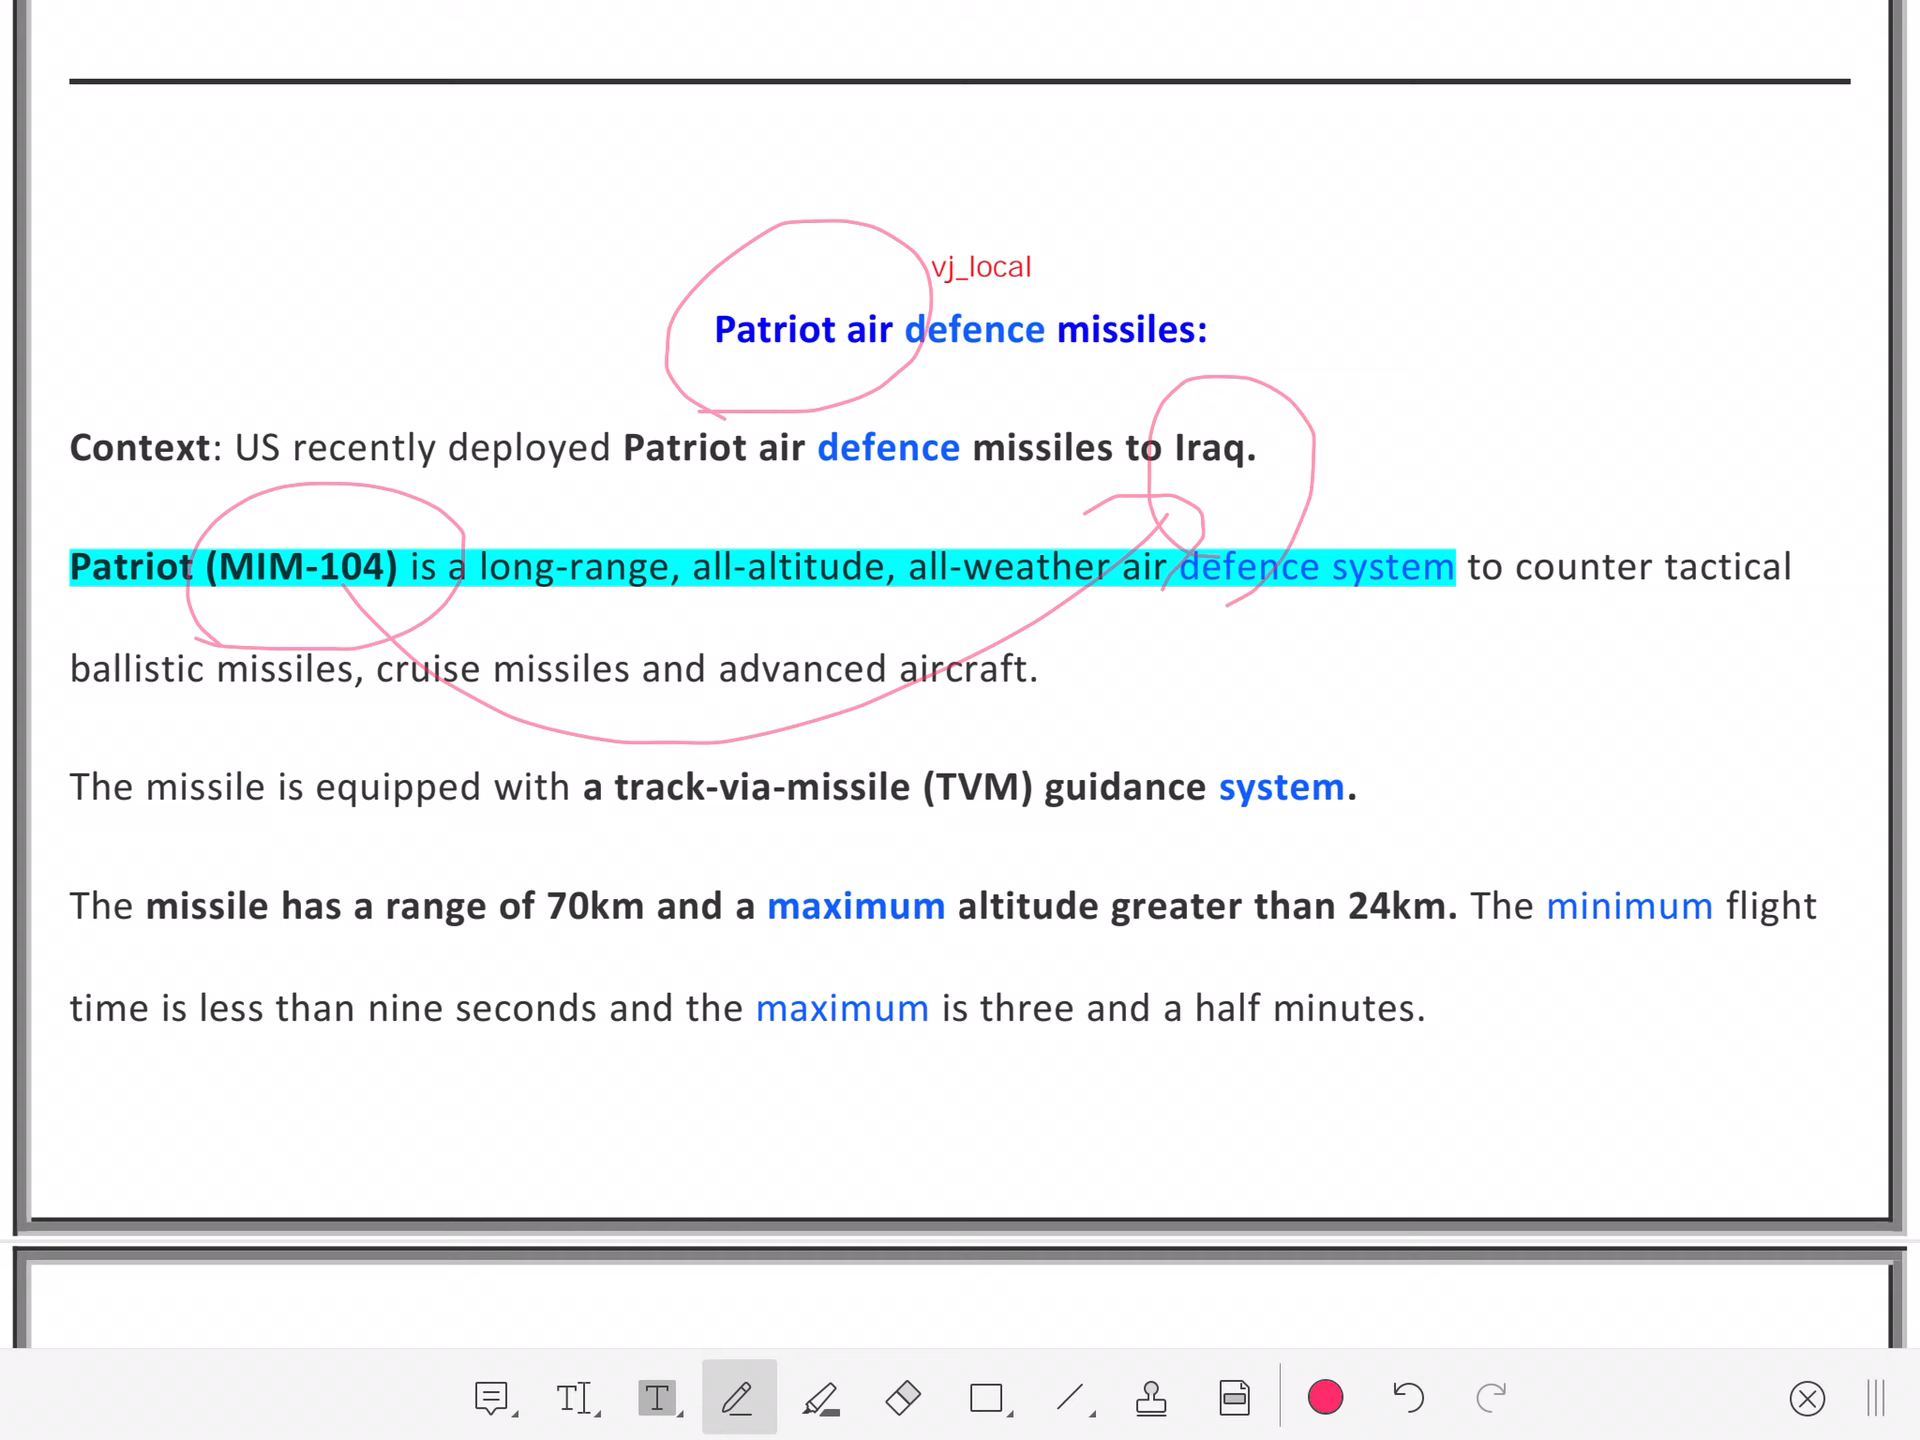 vj_local
Patriot air defence missiles:
Context: US recently deployed Patriot air defence missiles to Iraq.
Patriot (MIM-104) is a long-range, all-altitude, all-weather air defence system to counter tactical
ballistic missiles, cruise missiles and advanced aircraft.
The missile is equipped with a track-via-missile (TVM) guidance system.
The missile has a range of 70km and a maximum altitude greater than 24km. The minimum flight
time is less than nine seconds and the maximum is three and a half minutes.